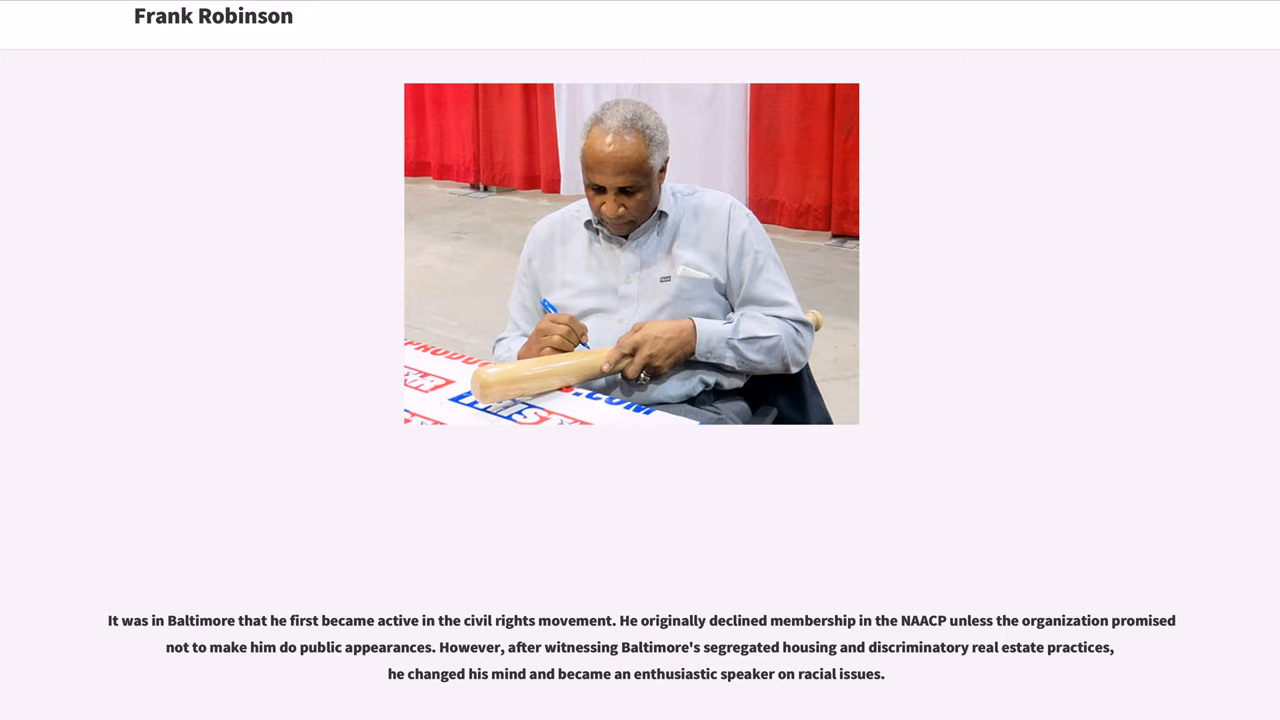 Frank Robinson
It was in Baltimore that he first became active in the civil rights movement. He originally declined membership in the NAACP unless the organization promised
not to make him do public appearances. However, after witnessing Baltimore's segregated housing and discriminatory real estate practices,
he changed his mind and became an enthusiastic speaker on racial issues.